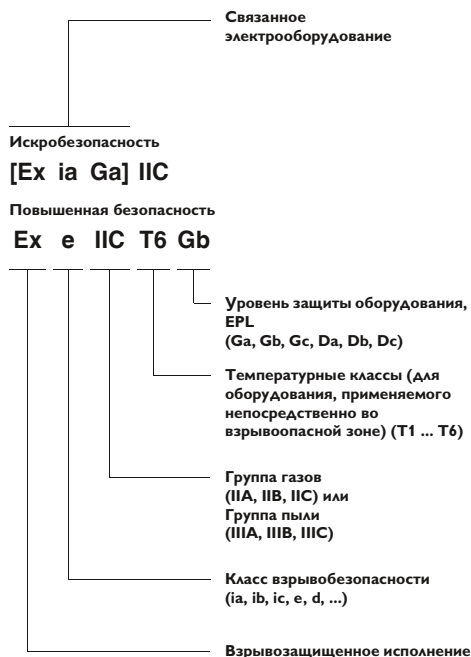 Связанное
электрооборудование
Искробезопасность
[Ex ia Ga] IIC
Повышенная безопасность
Ex e IIC T6 Gb
Уровень защиты оборудования,
EPL
(Ga, Gb, Gc, Da, Db, Dc)
Температурные классы (для
оборудования, применяемого
непосредственно во
взрывоопасной зоне) (T1 ... T6)
Группа газов
(IIA, IIB, IIC) или
Группа пыли
(IIIA, IIIB, IIIC)
Класс взрывобезопасности
(ia, ib, ic, e, d, ...)
Взрывозащищенное исполнение